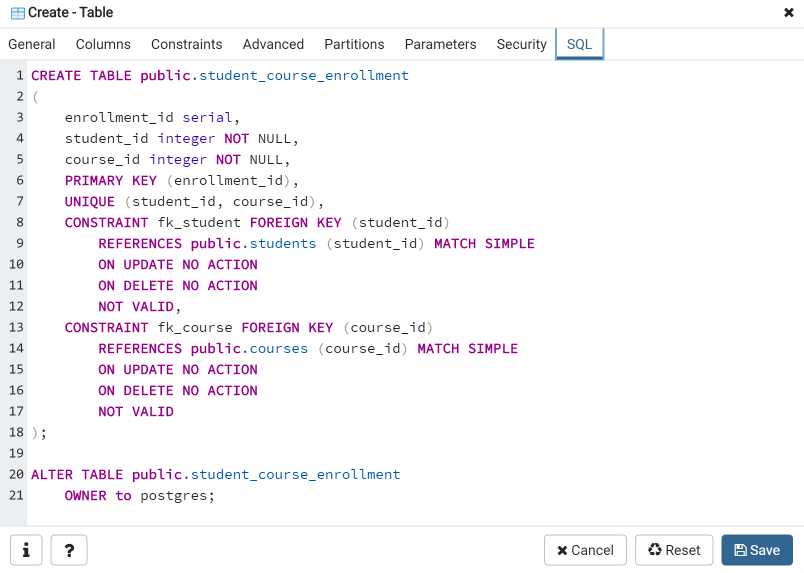 Create - Table
General Columns Constraints Advanced Partitions Parameters Security SQL
1 CREATE TABLE public.student_course_enrollment
2 (
3     enrollment_id serial,
4     student_id integer NOT NULL,
5     course_id integer NOT NULL,
6     PRIMARY KEY (enrollment_id),
7     UNIQUE (student_id, course_id),
8     CONSTRAINT fk_student FOREIGN KEY (student_id)
9         REFERENCES public.students (student_id) MATCH SIMPLE
10         ON UPDATE NO ACTION
11         ON DELETE NO ACTION
12         NOT VALID,
13     CONSTRAINT fk_course FOREIGN KEY (course_id)
14         REFERENCES public.courses (course_id) MATCH SIMPLE
15         ON UPDATE NO ACTION
16         ON DELETE NO ACTION
17         NOT VALID
18 );
19
20 ALTER TABLE public.student_course_enrollment
21     OWNER to postgres;
i ? Cancel Reset Save